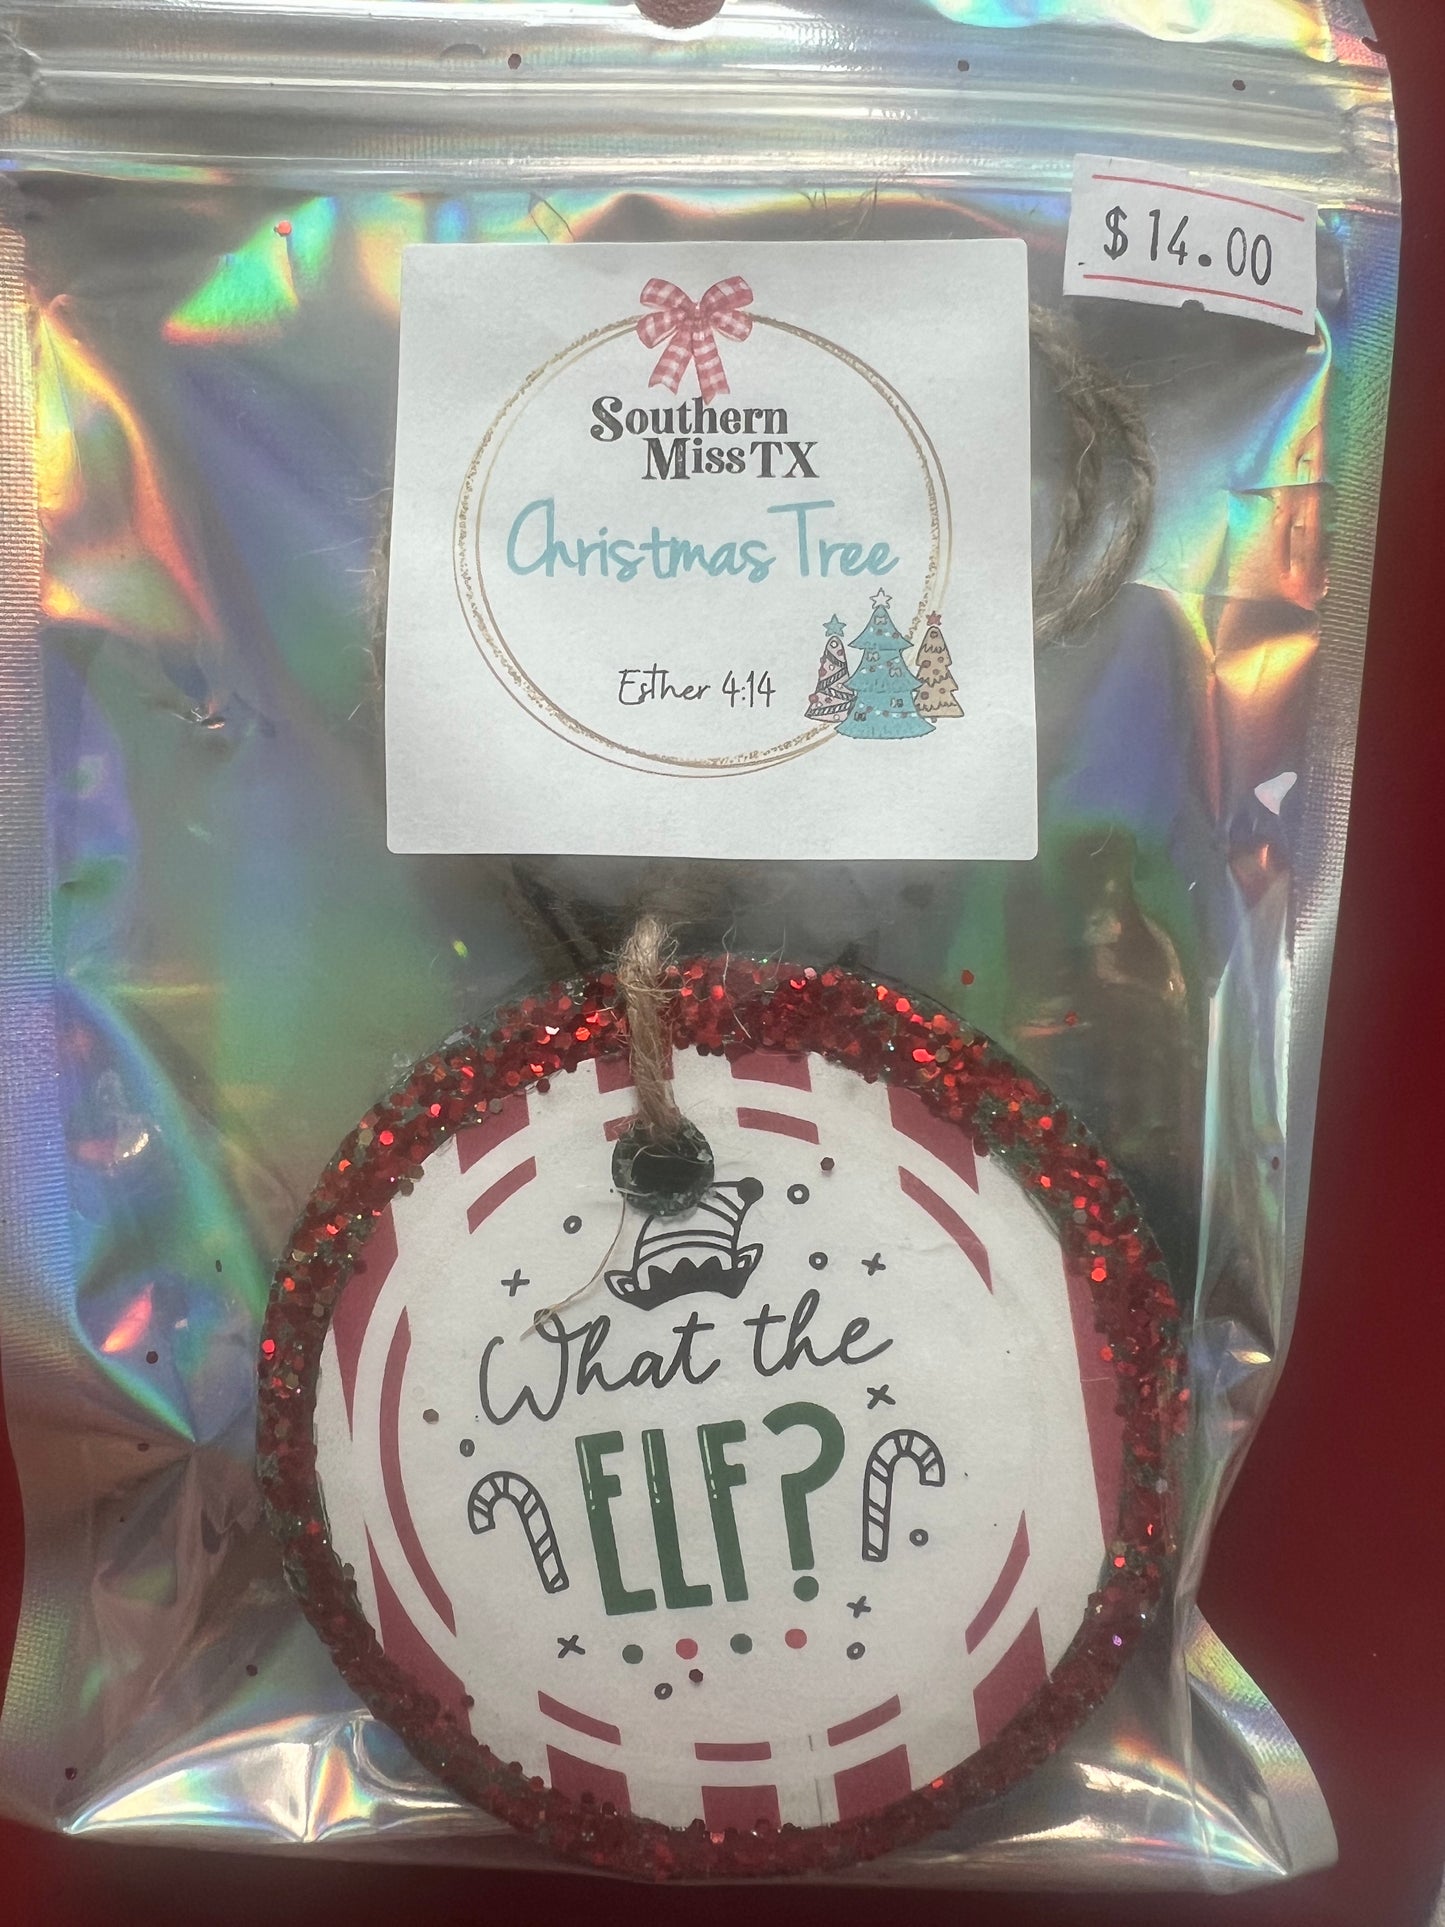 $14.00
Southern
Miss TX
Christmas Tree
Esther 4:14
What the
ELF?